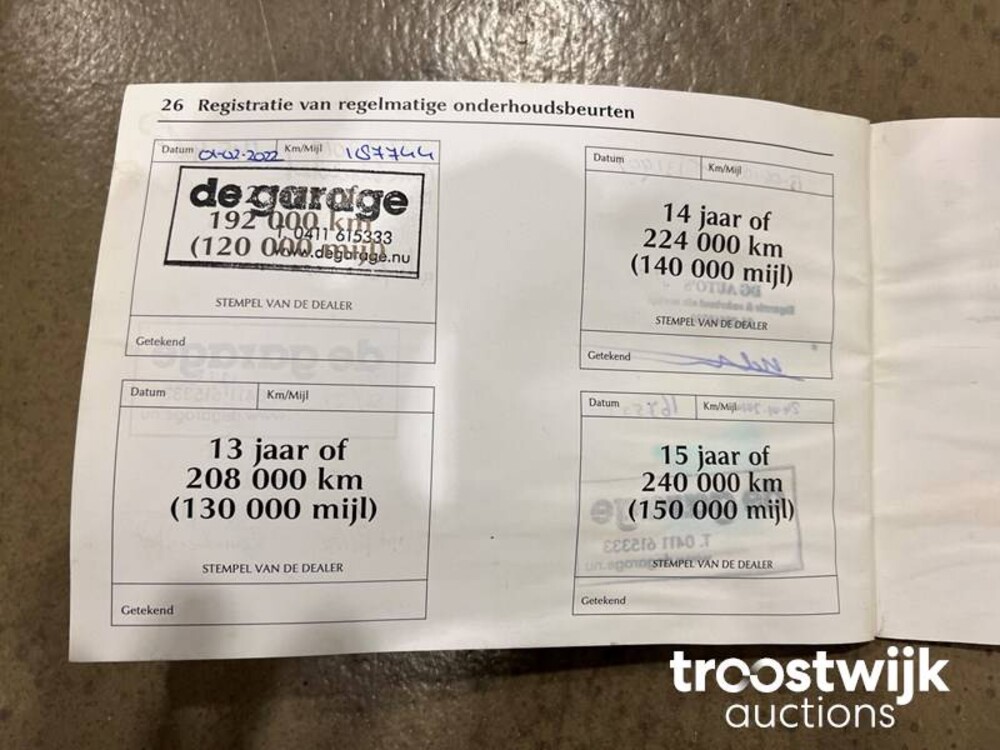 26 Registratie van regelmatige onderhoudsbeurten
Datum 01-02-2022 Km/Mijl 187744
de garage
192 000 km
T. 0411 615333
(120 000 mijl)
www.degarage.nu
STEMPEL VAN DE DEALER
Getekend
Datum Km/Mijl
14 jaar of
224 000 km
(140 000 mijl)
STEMPEL VAN DE DEALER
Getekend
Datum Km/Mijl
13 jaar of
208 000 km
(130 000 mijl)
STEMPEL VAN DE DEALER
Getekend
Datum Km/Mijl
15 jaar of
240 000 km
(150 000 mijl)
STEMPEL VAN DE DEALER
Getekend
troostwijk
auctions